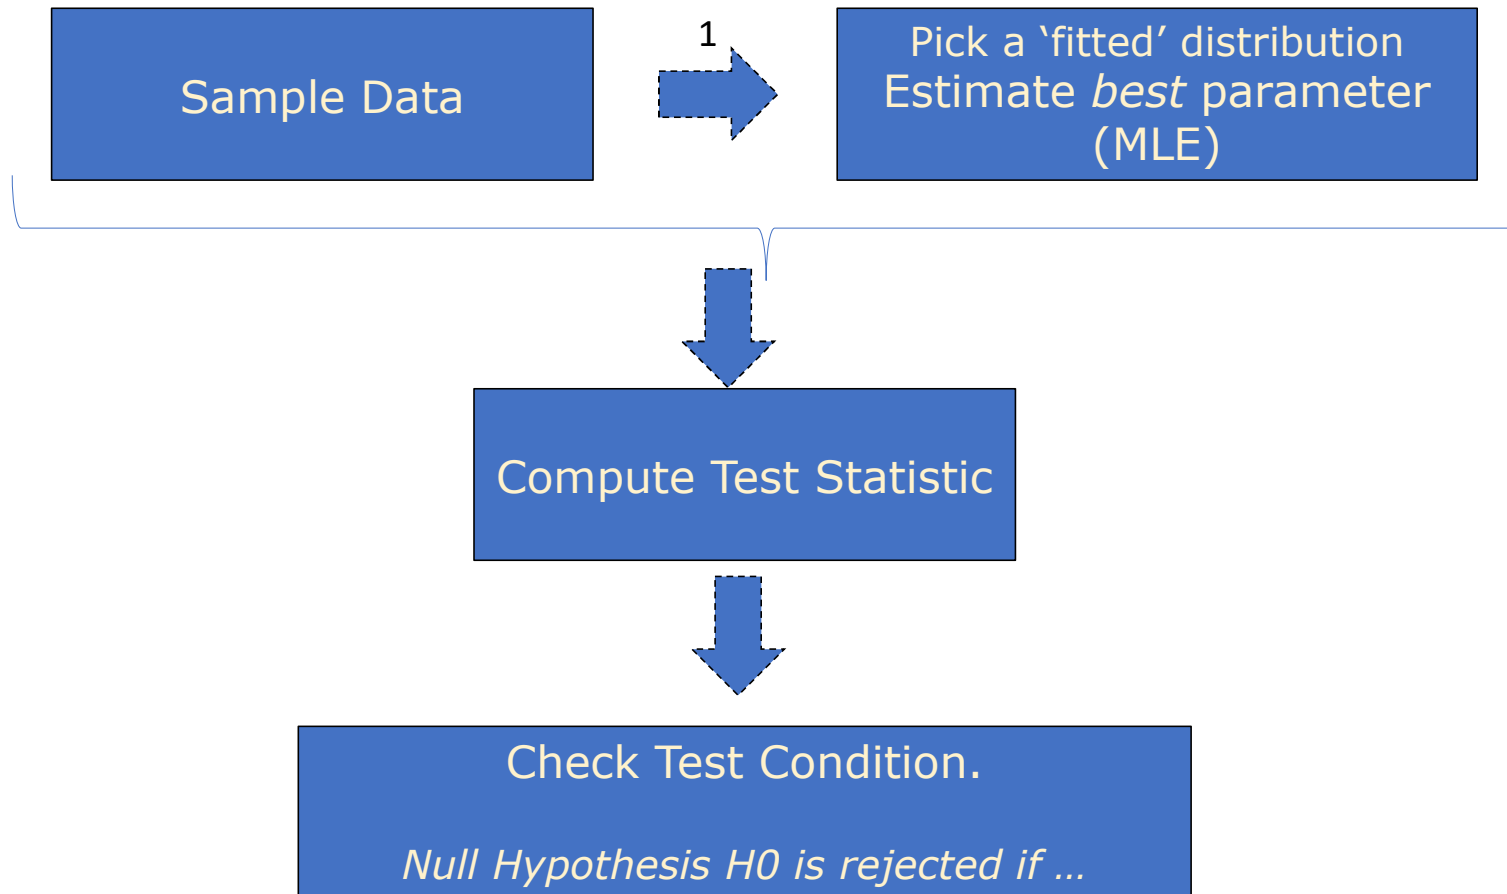 Sample Data
1
Pick a ‘fitted’ distribution
Estimate best parameter
(MLE)
Compute Test Statistic
Check Test Condition.
Null Hypothesis H0 is rejected if …